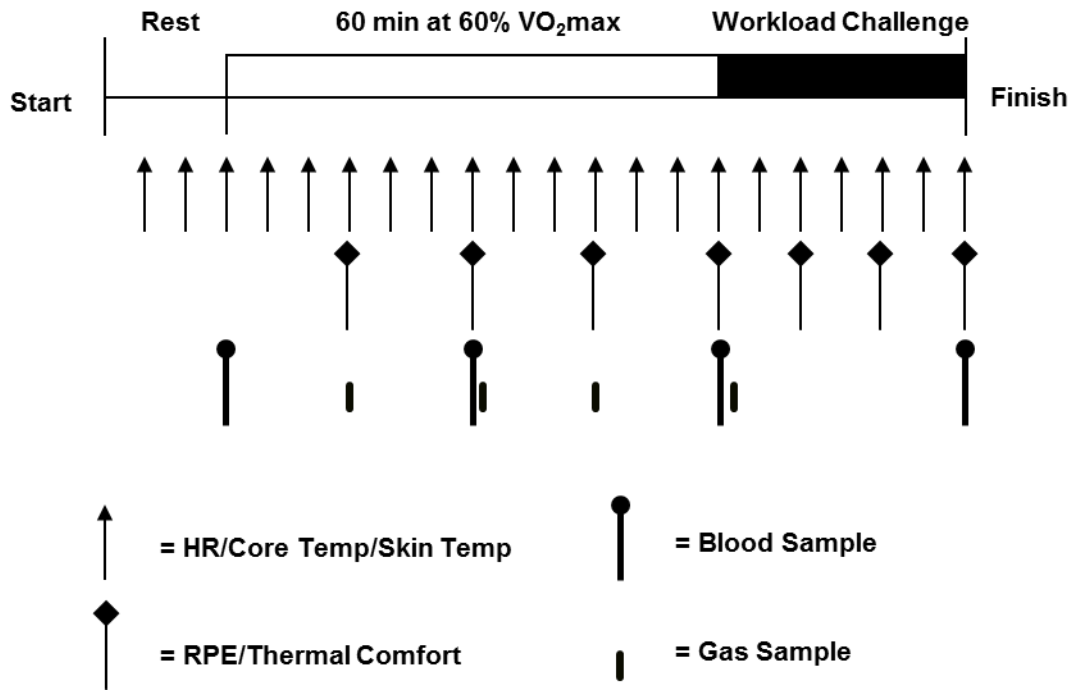 Rest
60 min at 60% VO₂max
Workload Challenge
Start
Finish
= HR/Core Temp/Skin Temp
= Blood Sample
= RPE/Thermal Comfort
= Gas Sample